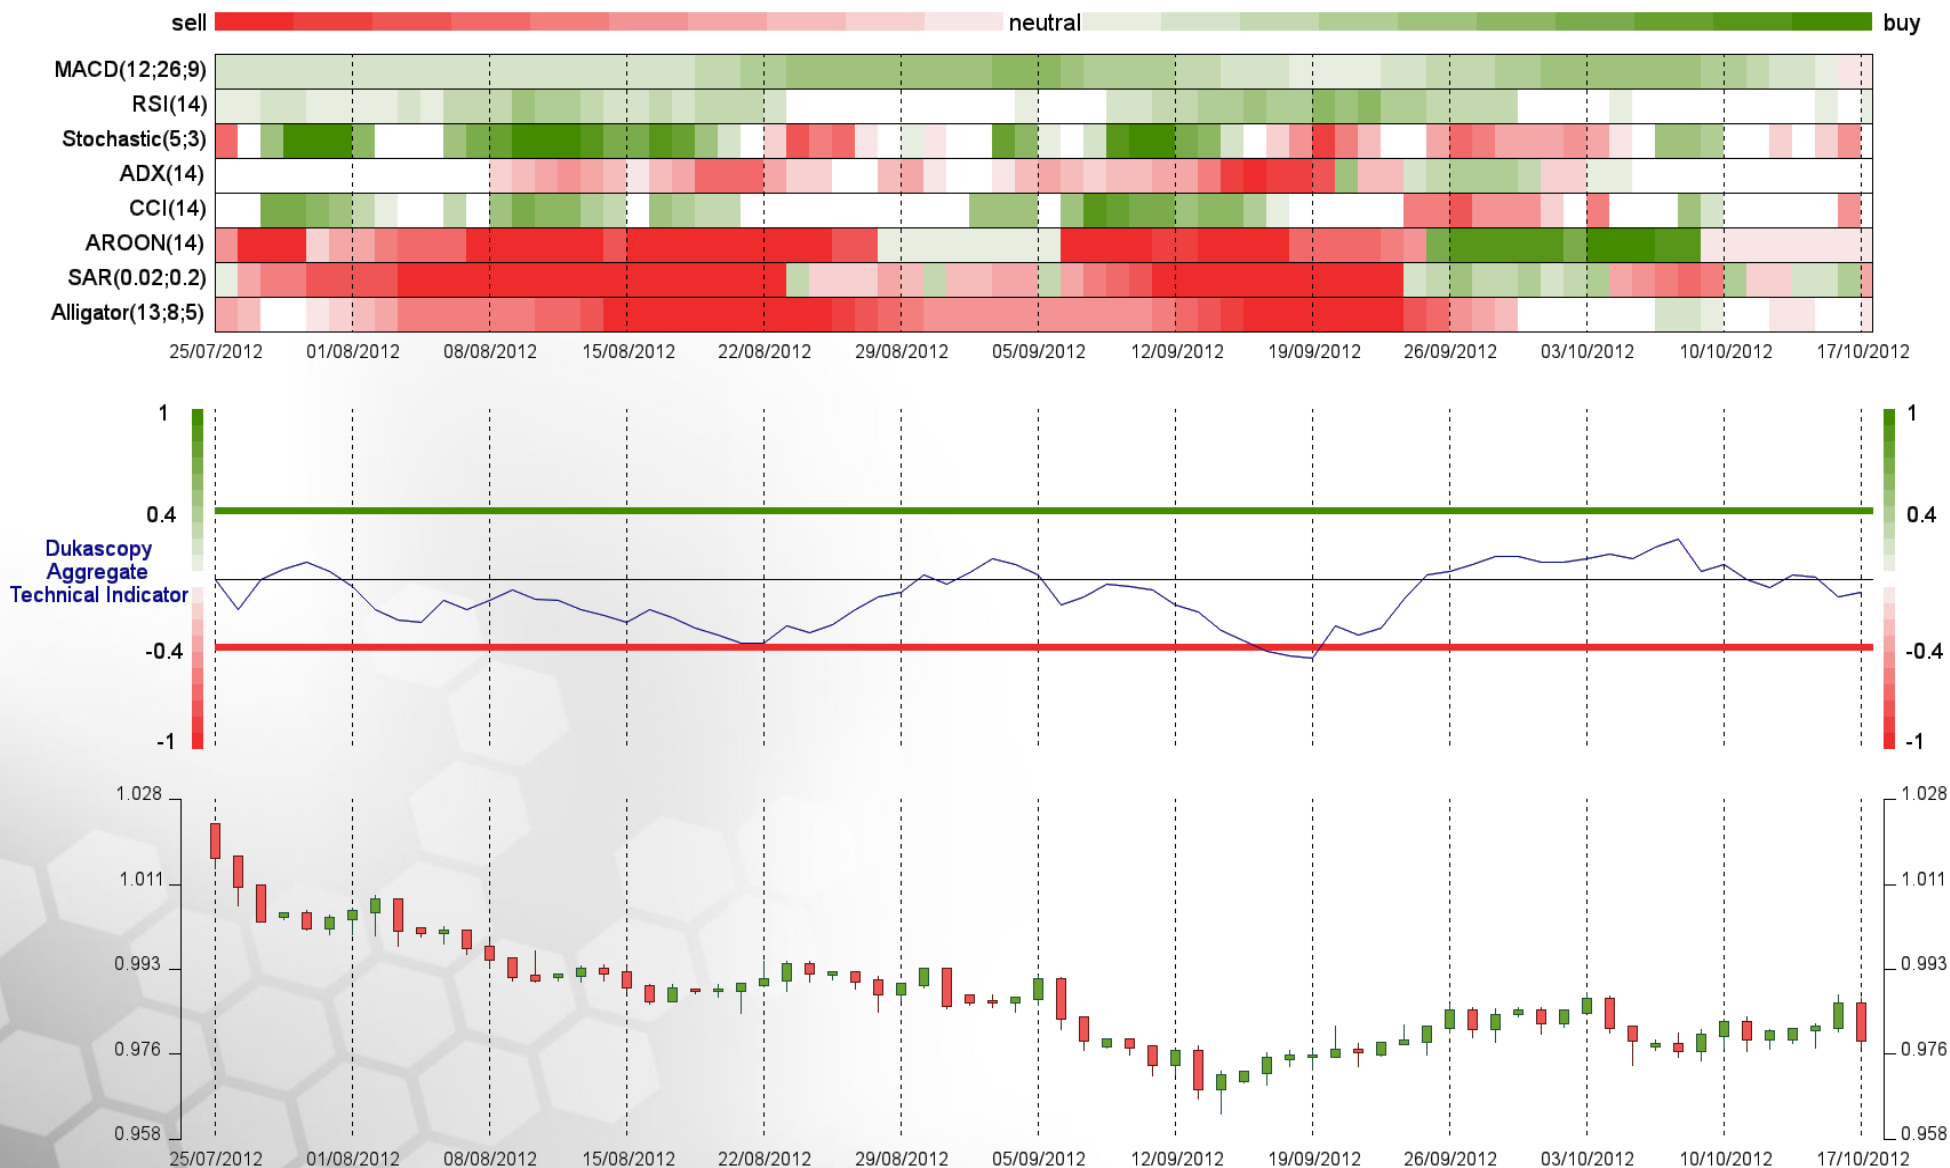 sell neutral buy
MACD(12;26;9)
RSI(14)
Stochastic(5;3)
ADX(14)
CCI(14)
AROON(14)
SAR(0.02;0.2)
Alligator(13;8;5)
25/07/2012 01/08/2012 08/08/2012 15/08/2012 22/08/2012 29/08/2012 05/09/2012 12/09/2012 19/09/2012 26/09/2012 03/10/2012 10/10/2012 17/10/2012
1 1
0.4 0.4
Dukascopy
Aggregate
Technical Indicator
-0.4 -0.4
-1 -1
1.028 1.028
1.011 1.011
0.993 0.993
0.976 0.976
0.958 0.958
25/07/2012 01/08/2012 08/08/2012 15/08/2012 22/08/2012 29/08/2012 05/09/2012 12/09/2012 19/09/2012 26/09/2012 03/10/2012 10/10/2012 17/10/2012